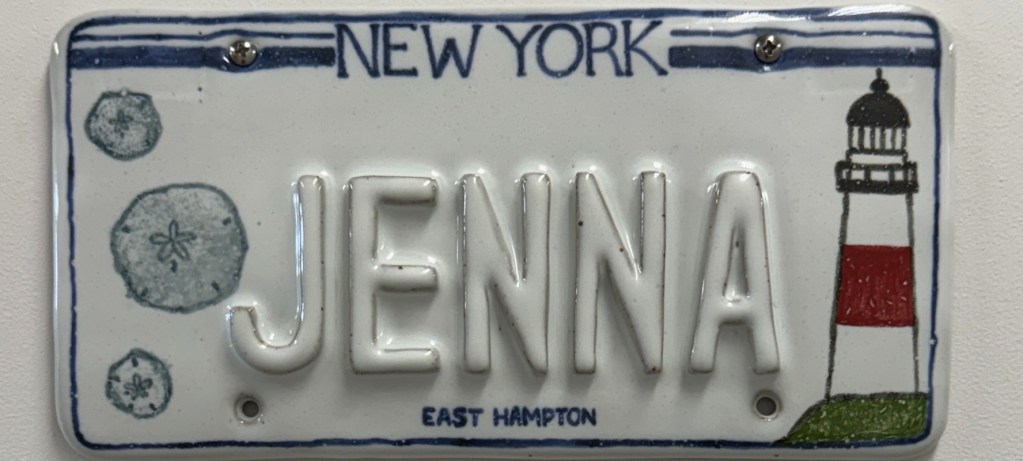 NEW YORK
JENNA
EAST HAMPTON